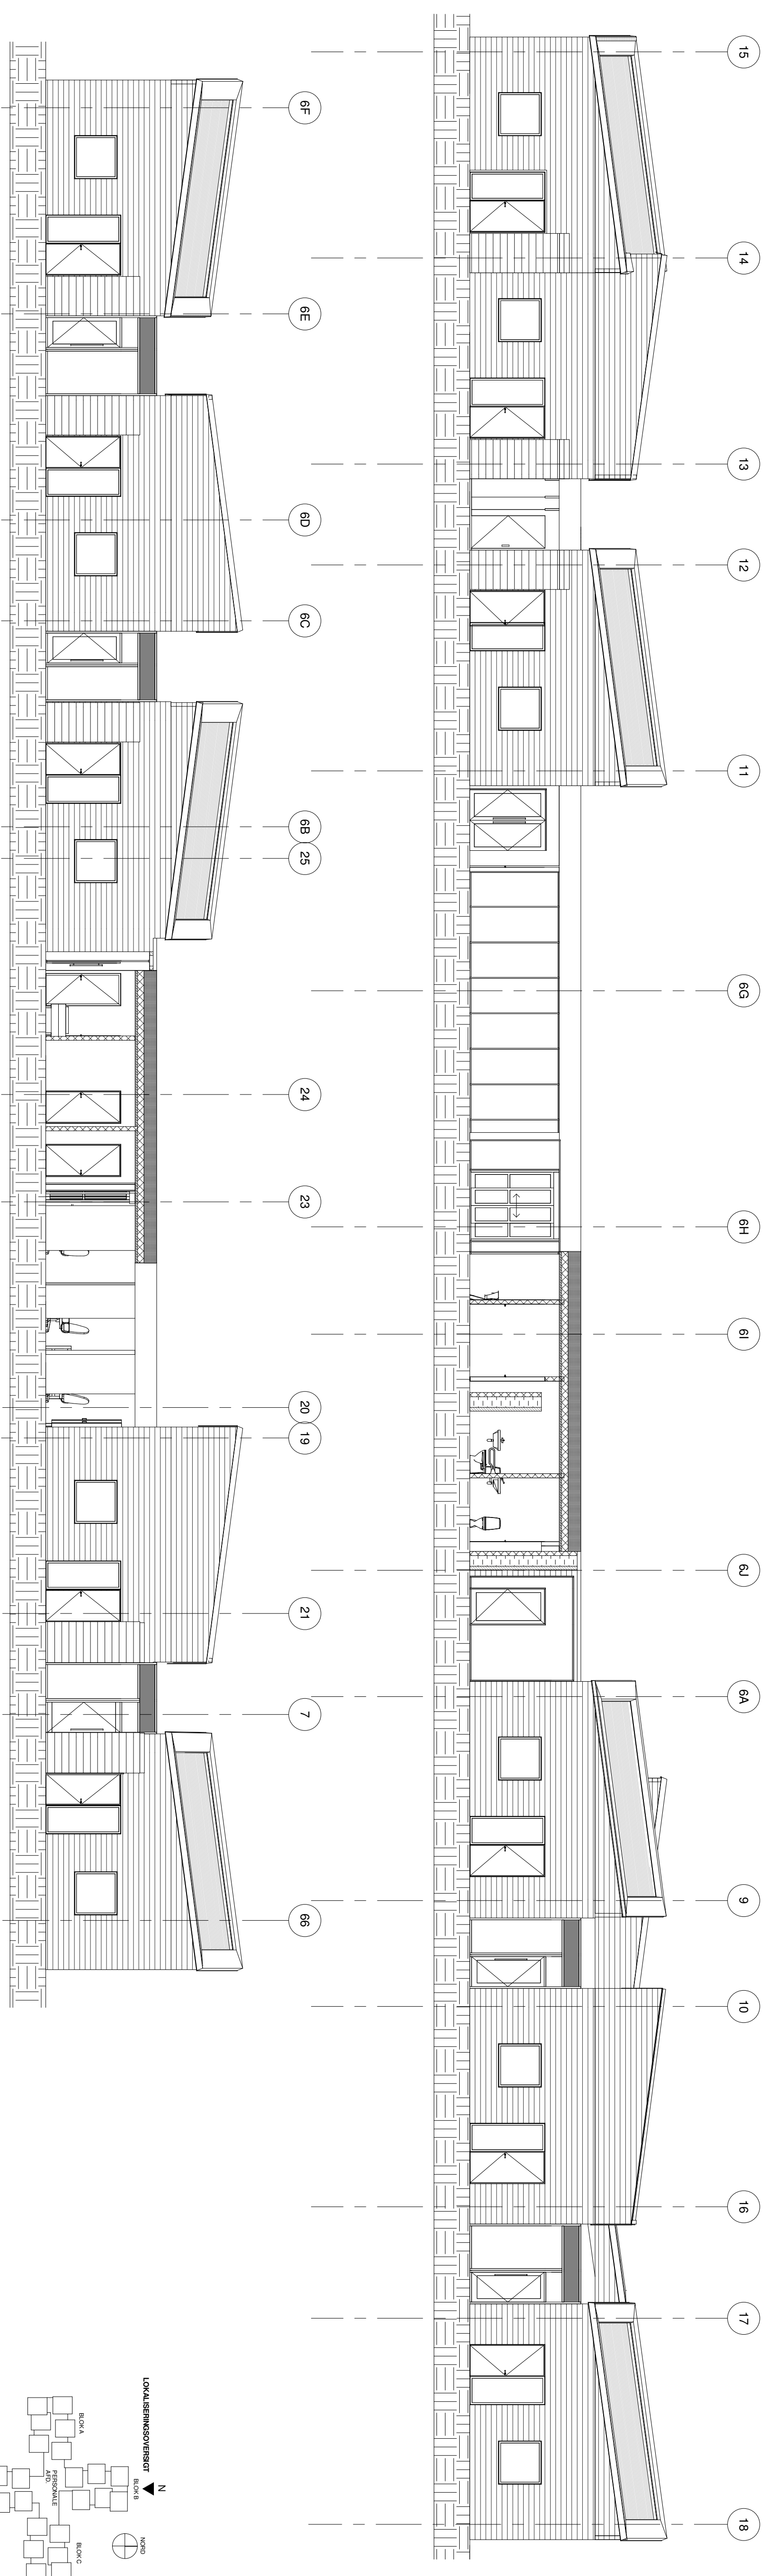 15
14
13
12
11
6G
6H
6I
6J
6A
9
10
16
17
18
6F
6E
6D
6C
6B
25
24
23
20
19
21
7
66
LOKALISERINGSOVERSIGT
N
NORD
BLOK A
BLOK B
PERSONALE
AFD.
BLOK C